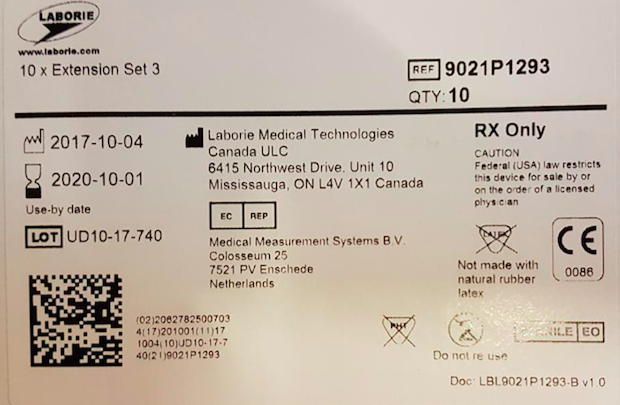 LABORIE
www.laborie.com
10 x Extension Set 3
REF 9021P1293
QTY: 10
2017-10-04
2020-10-01
Use-by date
LOT UD10-17-740
Laborie Medical Technologies
Canada ULC
6415 Northwest Drive. Unit 10
Mississauga, ON L4V 1X1 Canada
EC REP
Medical Measurement Systems B.V.
Colosseum 25
7521 PV Enschede
Netherlands
RX Only
CAUTION
Federal (USA) law restricts
this device for sale by or
on the order of a licensed
physician
LATEX
Not made with
natural rubber
latex
CE
0086
(02)2062782500703
4(17)201001(11)17
1004(10)UD10-17-7
40(21)9021P1293
PHT
Do not re use
STERILE EO
Doc: LBL9021P1293-B v1.0